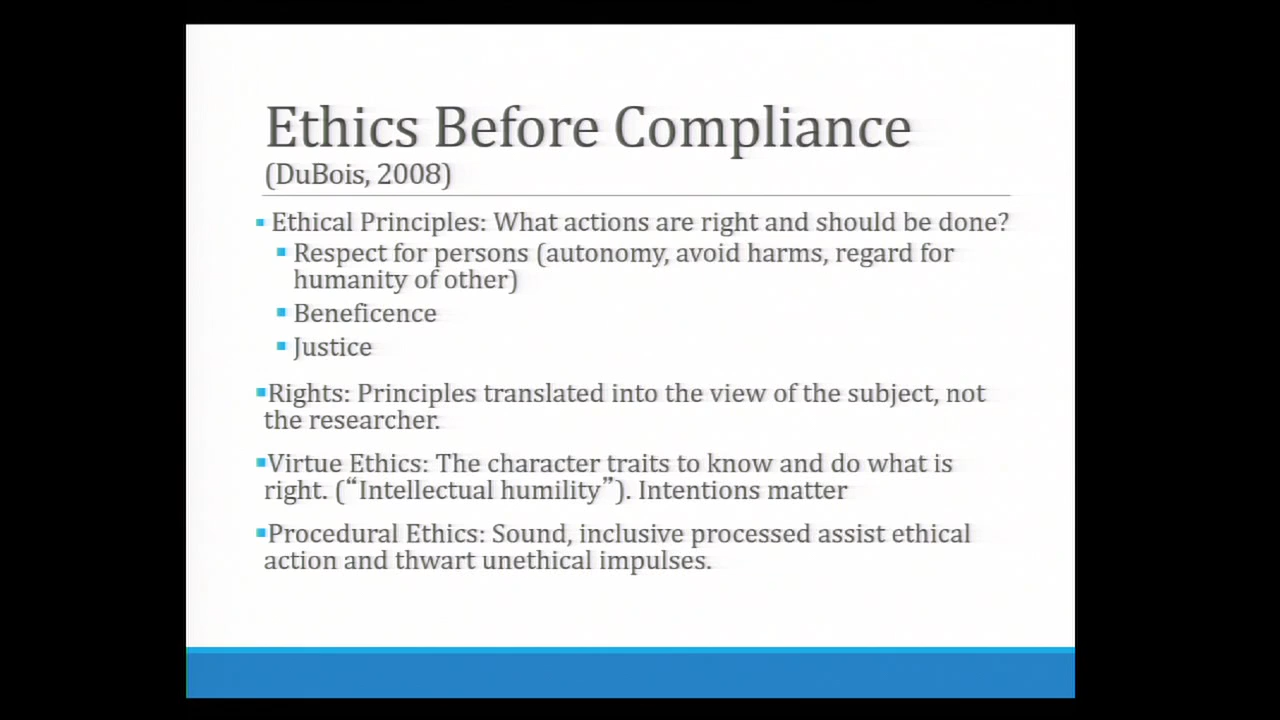 Ethics Before Compliance
(DuBois, 2008)
▪ Ethical Principles: What actions are right and should be done?
▪ Respect for persons (autonomy, avoid harms, regard for
humanity of other)
▪ Beneficence
▪ Justice
▪Rights: Principles translated into the view of the subject, not
the researcher.
▪Virtue Ethics: The character traits to know and do what is
right. (“Intellectual humility”). Intentions matter
▪Procedural Ethics: Sound, inclusive processed assist ethical
action and thwart unethical impulses.